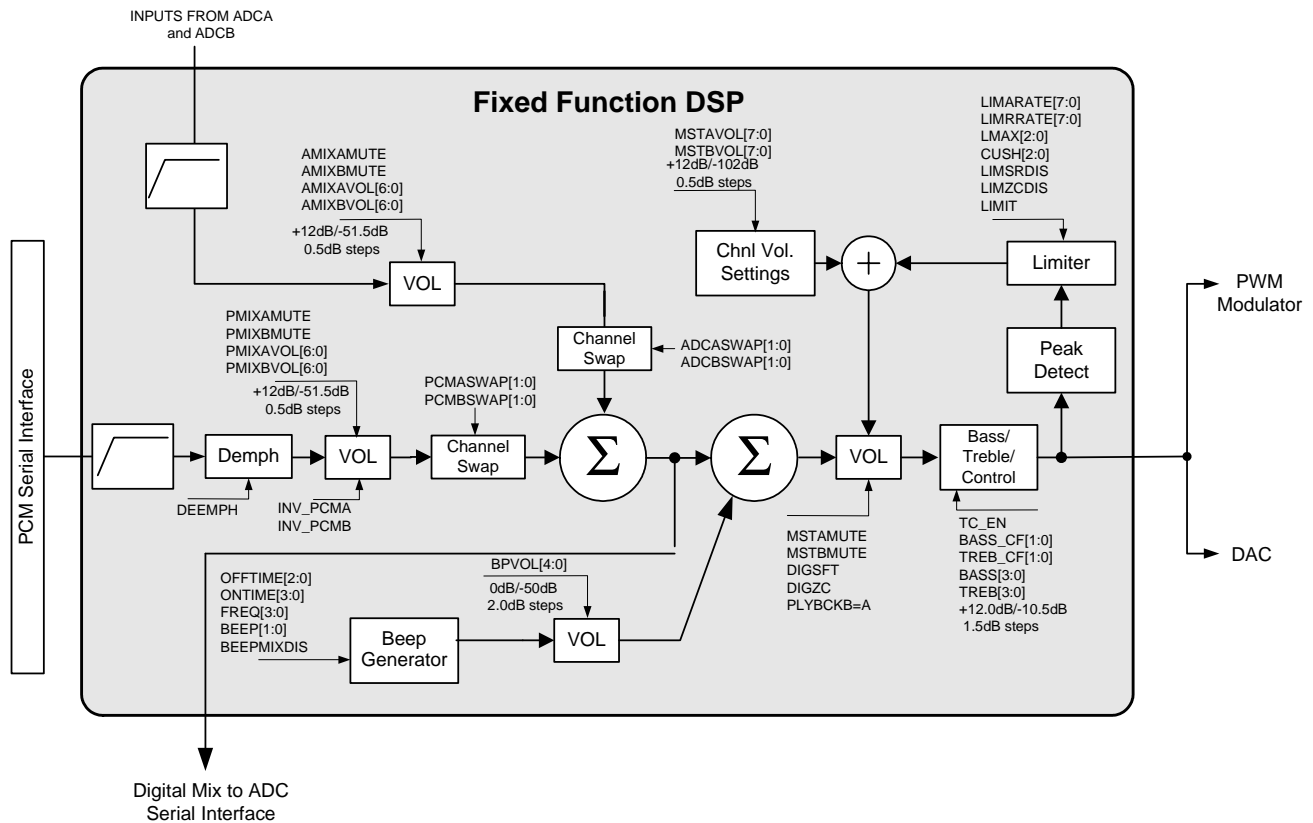 INPUTS FROM ADCA
and ADCB
Fixed Function DSP
AMIXAMUTE
AMIXBMUTE
AMIXAVOL[6:0]
AMIXBVOL[6:0]
+12dB/-51.5dB
0.5dB steps
VOL
MSTAVOL[7:0]
MSTBVOL[7:0]
+12dB/-102dB
0.5dB steps
Chnl Vol.
Settings
+
LIMARATE[7:0]
LIMRRATE[7:0]
LMAX[2:0]
CUSH[2:0]
LIMSRDIS
LIMZCDIS
LIMIT
Limiter
Peak
Detect
PWM
Modulator
Channel
Swap
ADCASWAP[1:0]
ADCBSWAP[1:0]
PCM Serial Interface
PMIXAMUTE
PMIXBMUTE
PMIXAVOL[6:0]
PMIXBVOL[6:0]
+12dB/-51.5dB
0.5dB steps
PCMASWAP[1:0]
PCMBSWAP[1:0]
Demph
VOL
Channel
Swap
Σ
Σ
VOL
Bass/
Treble/
Control
DEEMPH
INV_PCMA
INV_PCMB
MSTAMUTE
MSTBMUTE
DIGSFT
DIGZC
PLYBCKB=A
TC_EN
BASS_CF[1:0]
TREB_CF[1:0]
BASS[3:0]
TREB[3:0]
+12.0dB/-10.5dB
1.5dB steps
DAC
OFFTIME[2:0]
ONTIME[3:0]
FREQ[3:0]
BEEP[1:0]
BEEPMIXDIS
Beep
Generator
BPVOL[4:0]
0dB/-50dB
2.0dB steps
VOL
Digital Mix to ADC
Serial Interface